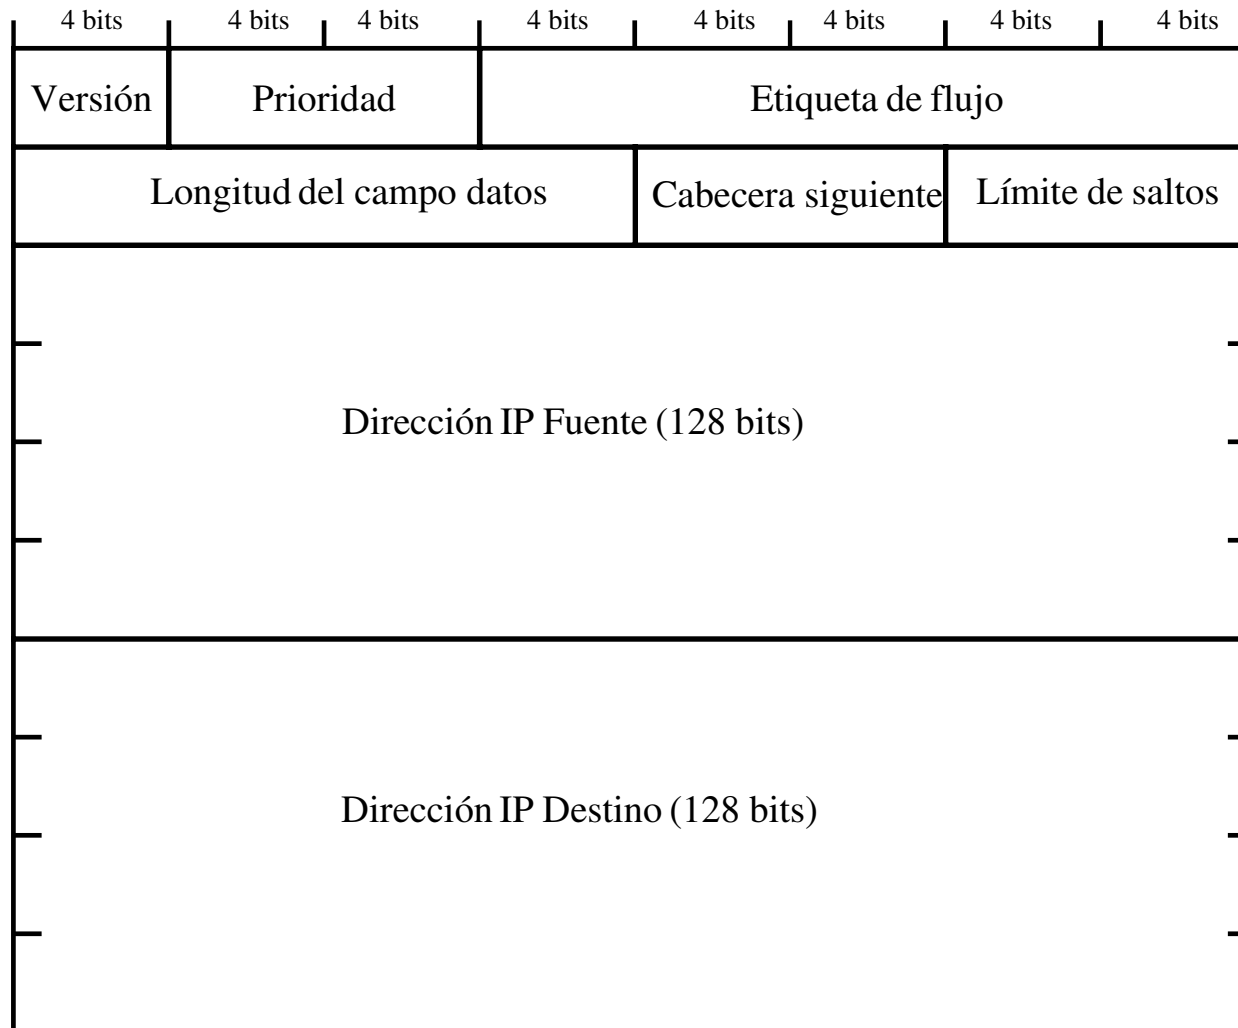 4 bits 4 bits 4 bits 4 bits 4 bits 4 bits 4 bits 4 bits
Versión Prioridad Etiqueta de flujo
Longitud del campo datos Cabecera siguiente Límite de saltos
Dirección IP Fuente (128 bits)
Dirección IP Destino (128 bits)